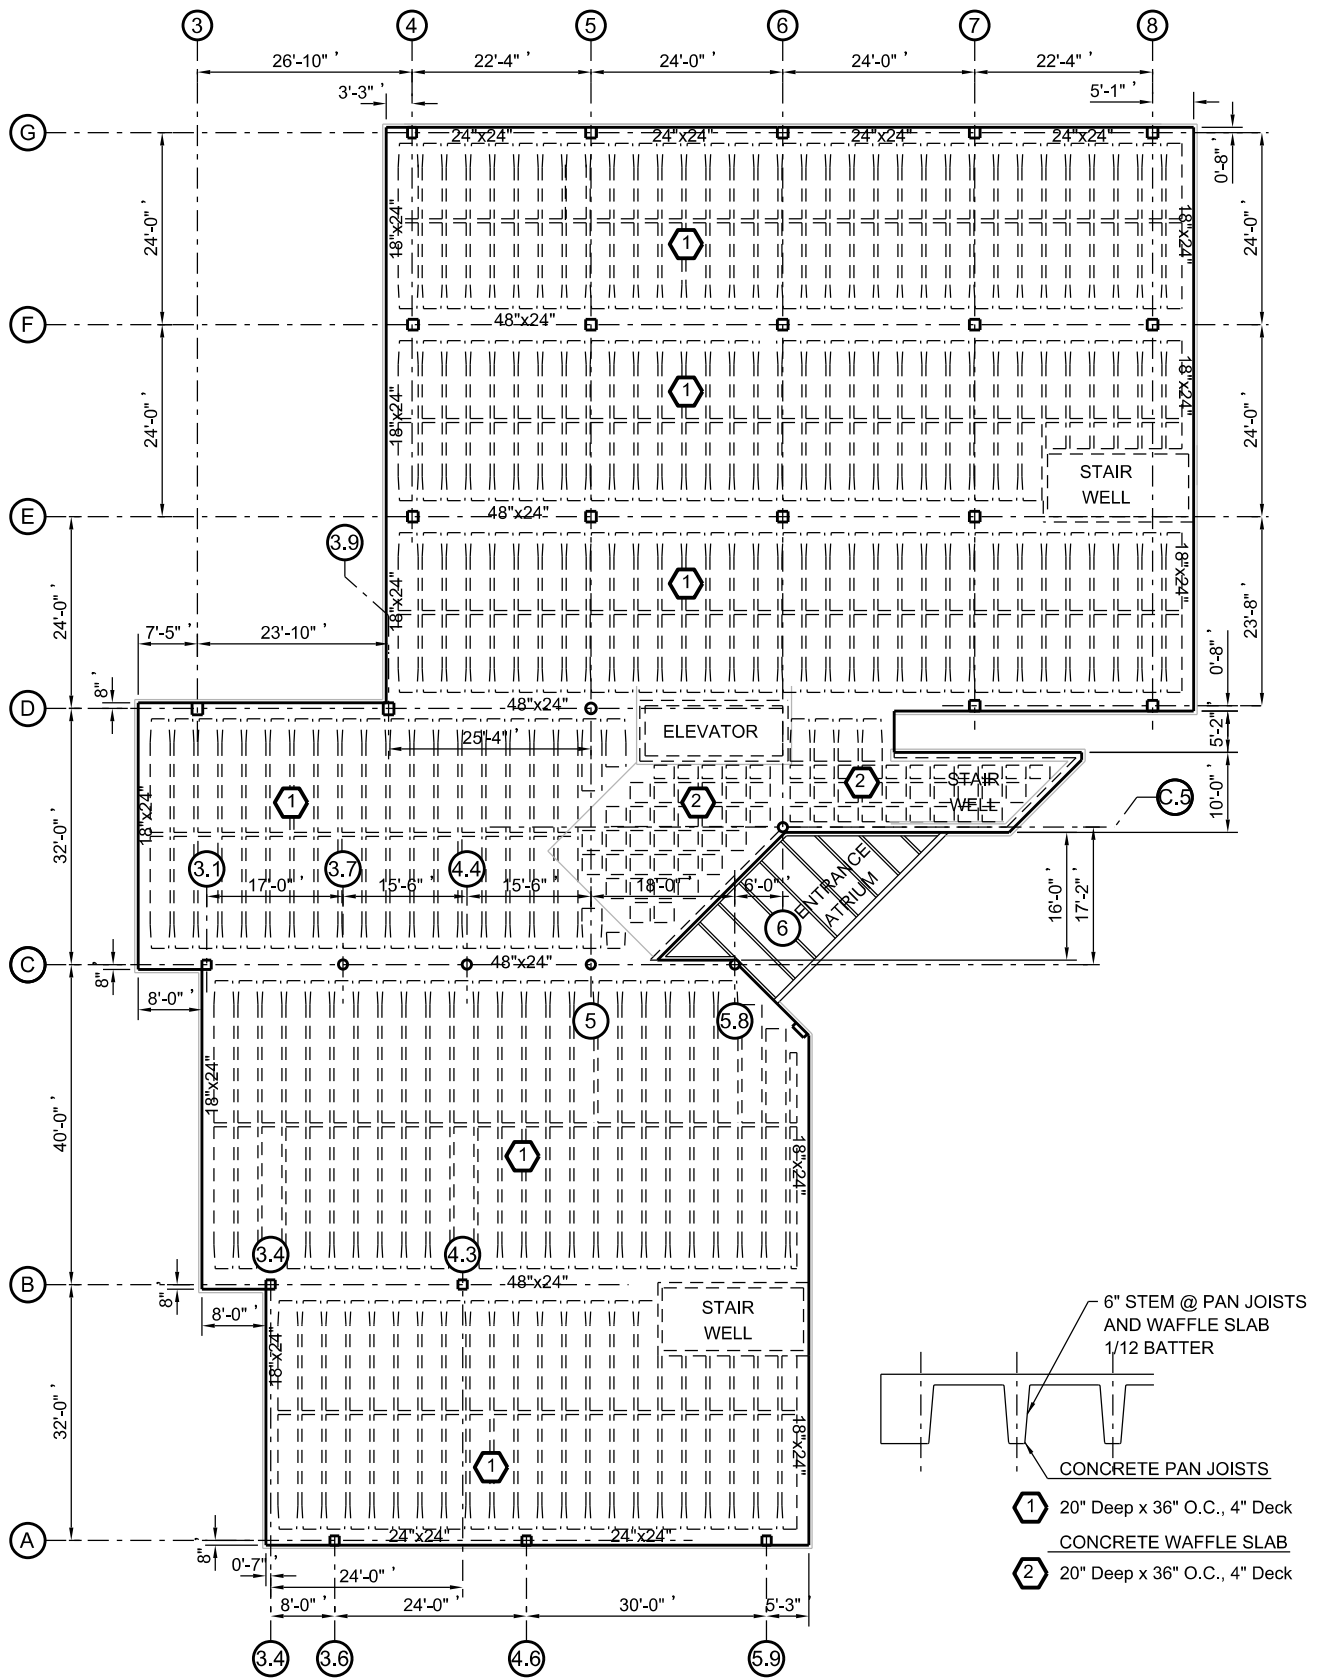 3 4 5 6 7 8
26'-10" ' 22'-4" ' 24'-0" ' 24'-0" ' 22'-4" '
3'-3" ' 5'-1" '
G 24"x24" 24"x24" 24"x24" 24"x24"
0'-8" '
24'-0" ' 18"x24" 1 18"x24" 24'-0" '
F 48"x24"
24'-0" ' 18"x24" 1 18"x24" 24'-0" '
STAIR
WELL
E 48"x24"
3.9
24'-0" ' 18"x24" 1 18"x24" 23'-8" '
7'-5" ' 23'-10" '
8" ' 0'-8" '
D 48"x24"
ELEVATOR
25'-4" ' 5'-2" '
32'-0" ' 18"x24" 1 2 2 STAIR
WELL
10'-0" ' C.5
3.1 3.7 4.4
17'-0" ' 15'-6" ' 15'-6" ' 18'-0" ' 6'-0" '
ENTRANCE
ATRIUM
6 16'-0" ' 17'-2" '
C 48"x24"
8" '
8'-0" '
5 5.8
18"x24"
40'-0" '
1 18"x24"
3.4 4.3
B 48"x24"
8" '
8'-0" '
STAIR
WELL
18"x24"
32'-0" '
18"x24"
1
A 24"x24" 24"x24"
8" '
0'-7" '
24'-0" '
8'-0" ' 24'-0" ' 30'-0" ' 5'-3" '
3.4 3.6 4.6 5.9
6" STEM @ PAN JOISTS
AND WAFFLE SLAB
1/12 BATTER
CONCRETE PAN JOISTS
1 20" Deep x 36" O.C., 4" Deck
CONCRETE WAFFLE SLAB
2 20" Deep x 36" O.C., 4" Deck